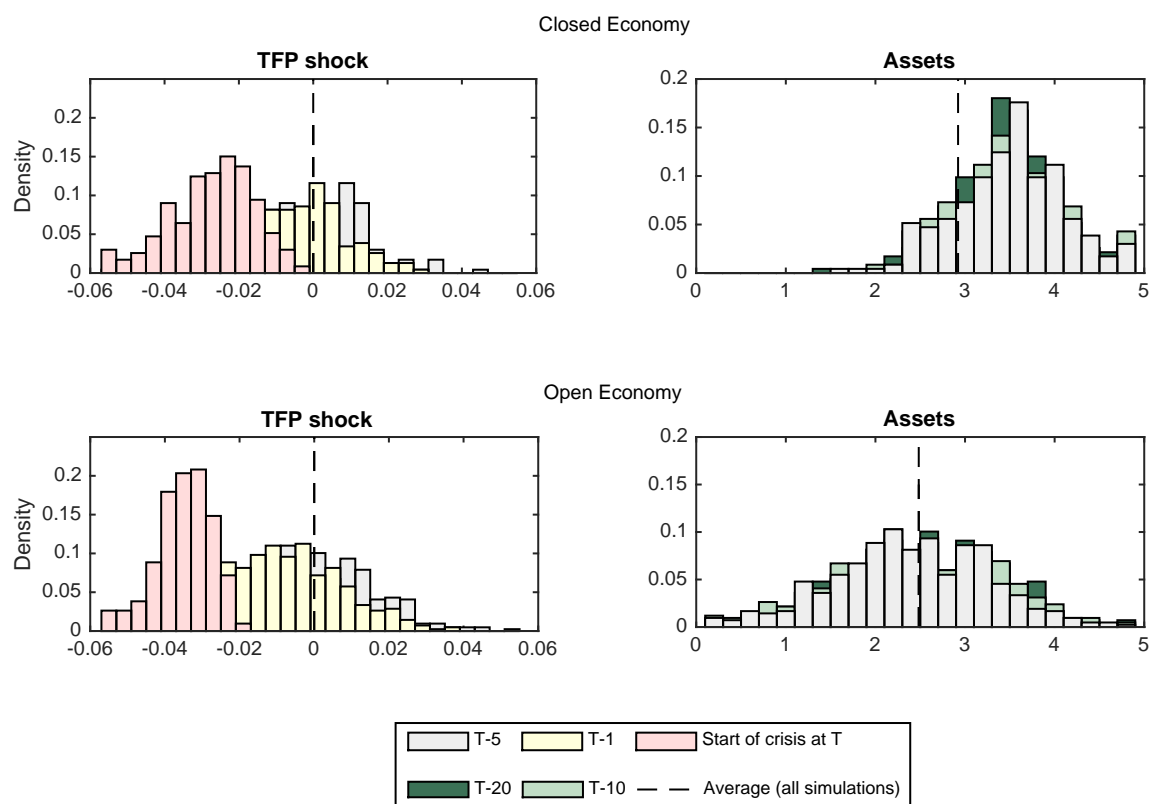 Closed Economy
TFP shock
Assets
Density
0.2
0.15
0.1
0.05
0
-0.06 -0.04 -0.02 0 0.02 0.04 0.06
0.2
0.15
0.1
0.05
0
0 1 2 3 4 5
Open Economy
TFP shock
Assets
Density
0.2
0.15
0.1
0.05
0
-0.06 -0.04 -0.02 0 0.02 0.04 0.06
0.2
0.15
0.1
0.05
0
0 1 2 3 4 5
T-5 T-1 Start of crisis at T
T-20 T-10 Average (all simulations)